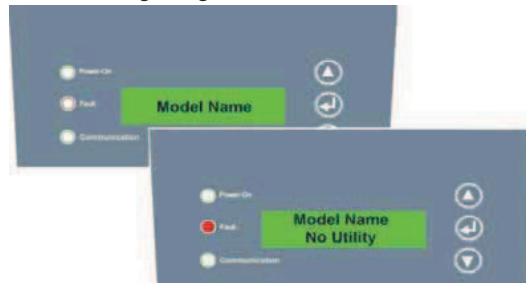 Power-On
Fault
Model Name
Communication
Power-On
Fault
Model Name
No Utility
Communication